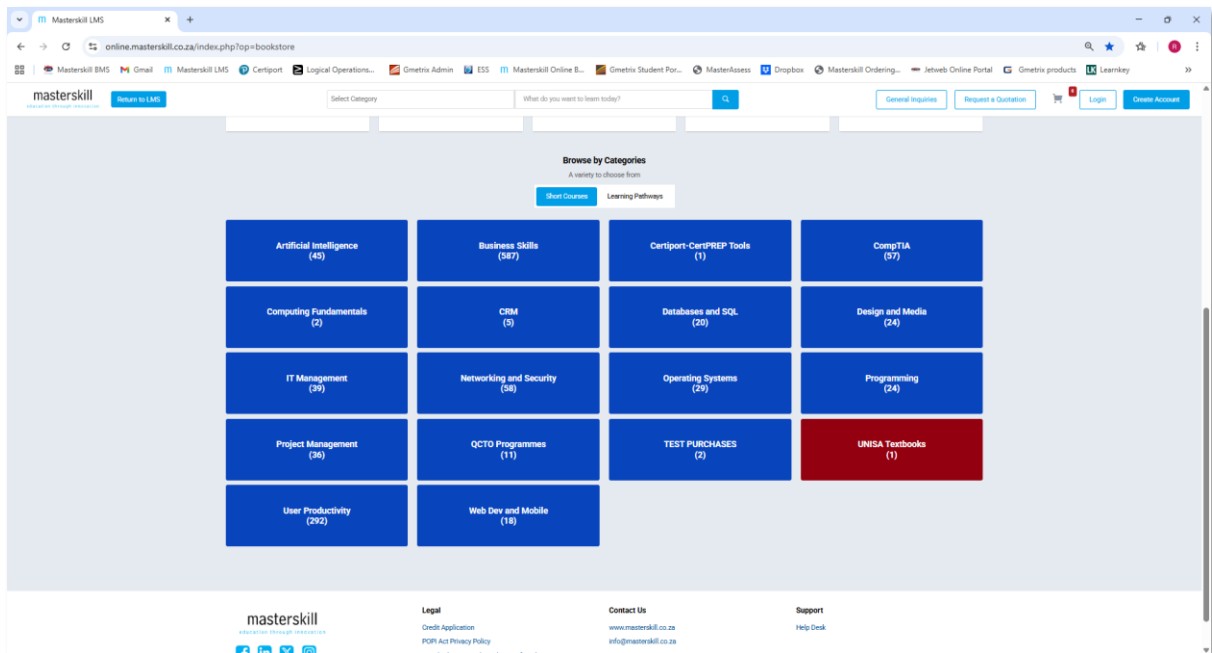 Masterskill LMS
online.masterskill.co.za/index.php?op=bookstore
Masterskill BMS Gmail Masterskill LMS Certiport Logical Operations... Gmetrix Admin ESS Masterskill Online B... Gmetrix Student Por... MasterAssess Dropbox Masterskill Ordering... Jetweb Online Portal Gmetrix products Learnkey
masterskill
education through innovation
Return to LMS
Select Category
What do you want to learn today?
General Inquiries
Request a Quotation
Login
Create Account
Browse by Categories
A variety to choose from
Short Courses Learning Pathways
Artificial Intelligence
(45)
Business Skills
(587)
Certiport-CertPREP Tools
(1)
CompTIA
(57)
Computing Fundamentals
(2)
CRM
(5)
Databases and SQL
(20)
Design and Media
(24)
IT Management
(39)
Networking and Security
(58)
Operating Systems
(29)
Programming
(24)
Project Management
(36)
QCTO Programmes
(11)
TEST PURCHASES
(2)
UNISA Textbooks
(1)
User Productivity
(292)
Web Dev and Mobile
(18)
masterskill
education through innovation
Legal
Credit Application
POPI Act Privacy Policy
Contact Us
www.masterskill.co.za
info@masterskill.co.za
Support
Help Desk